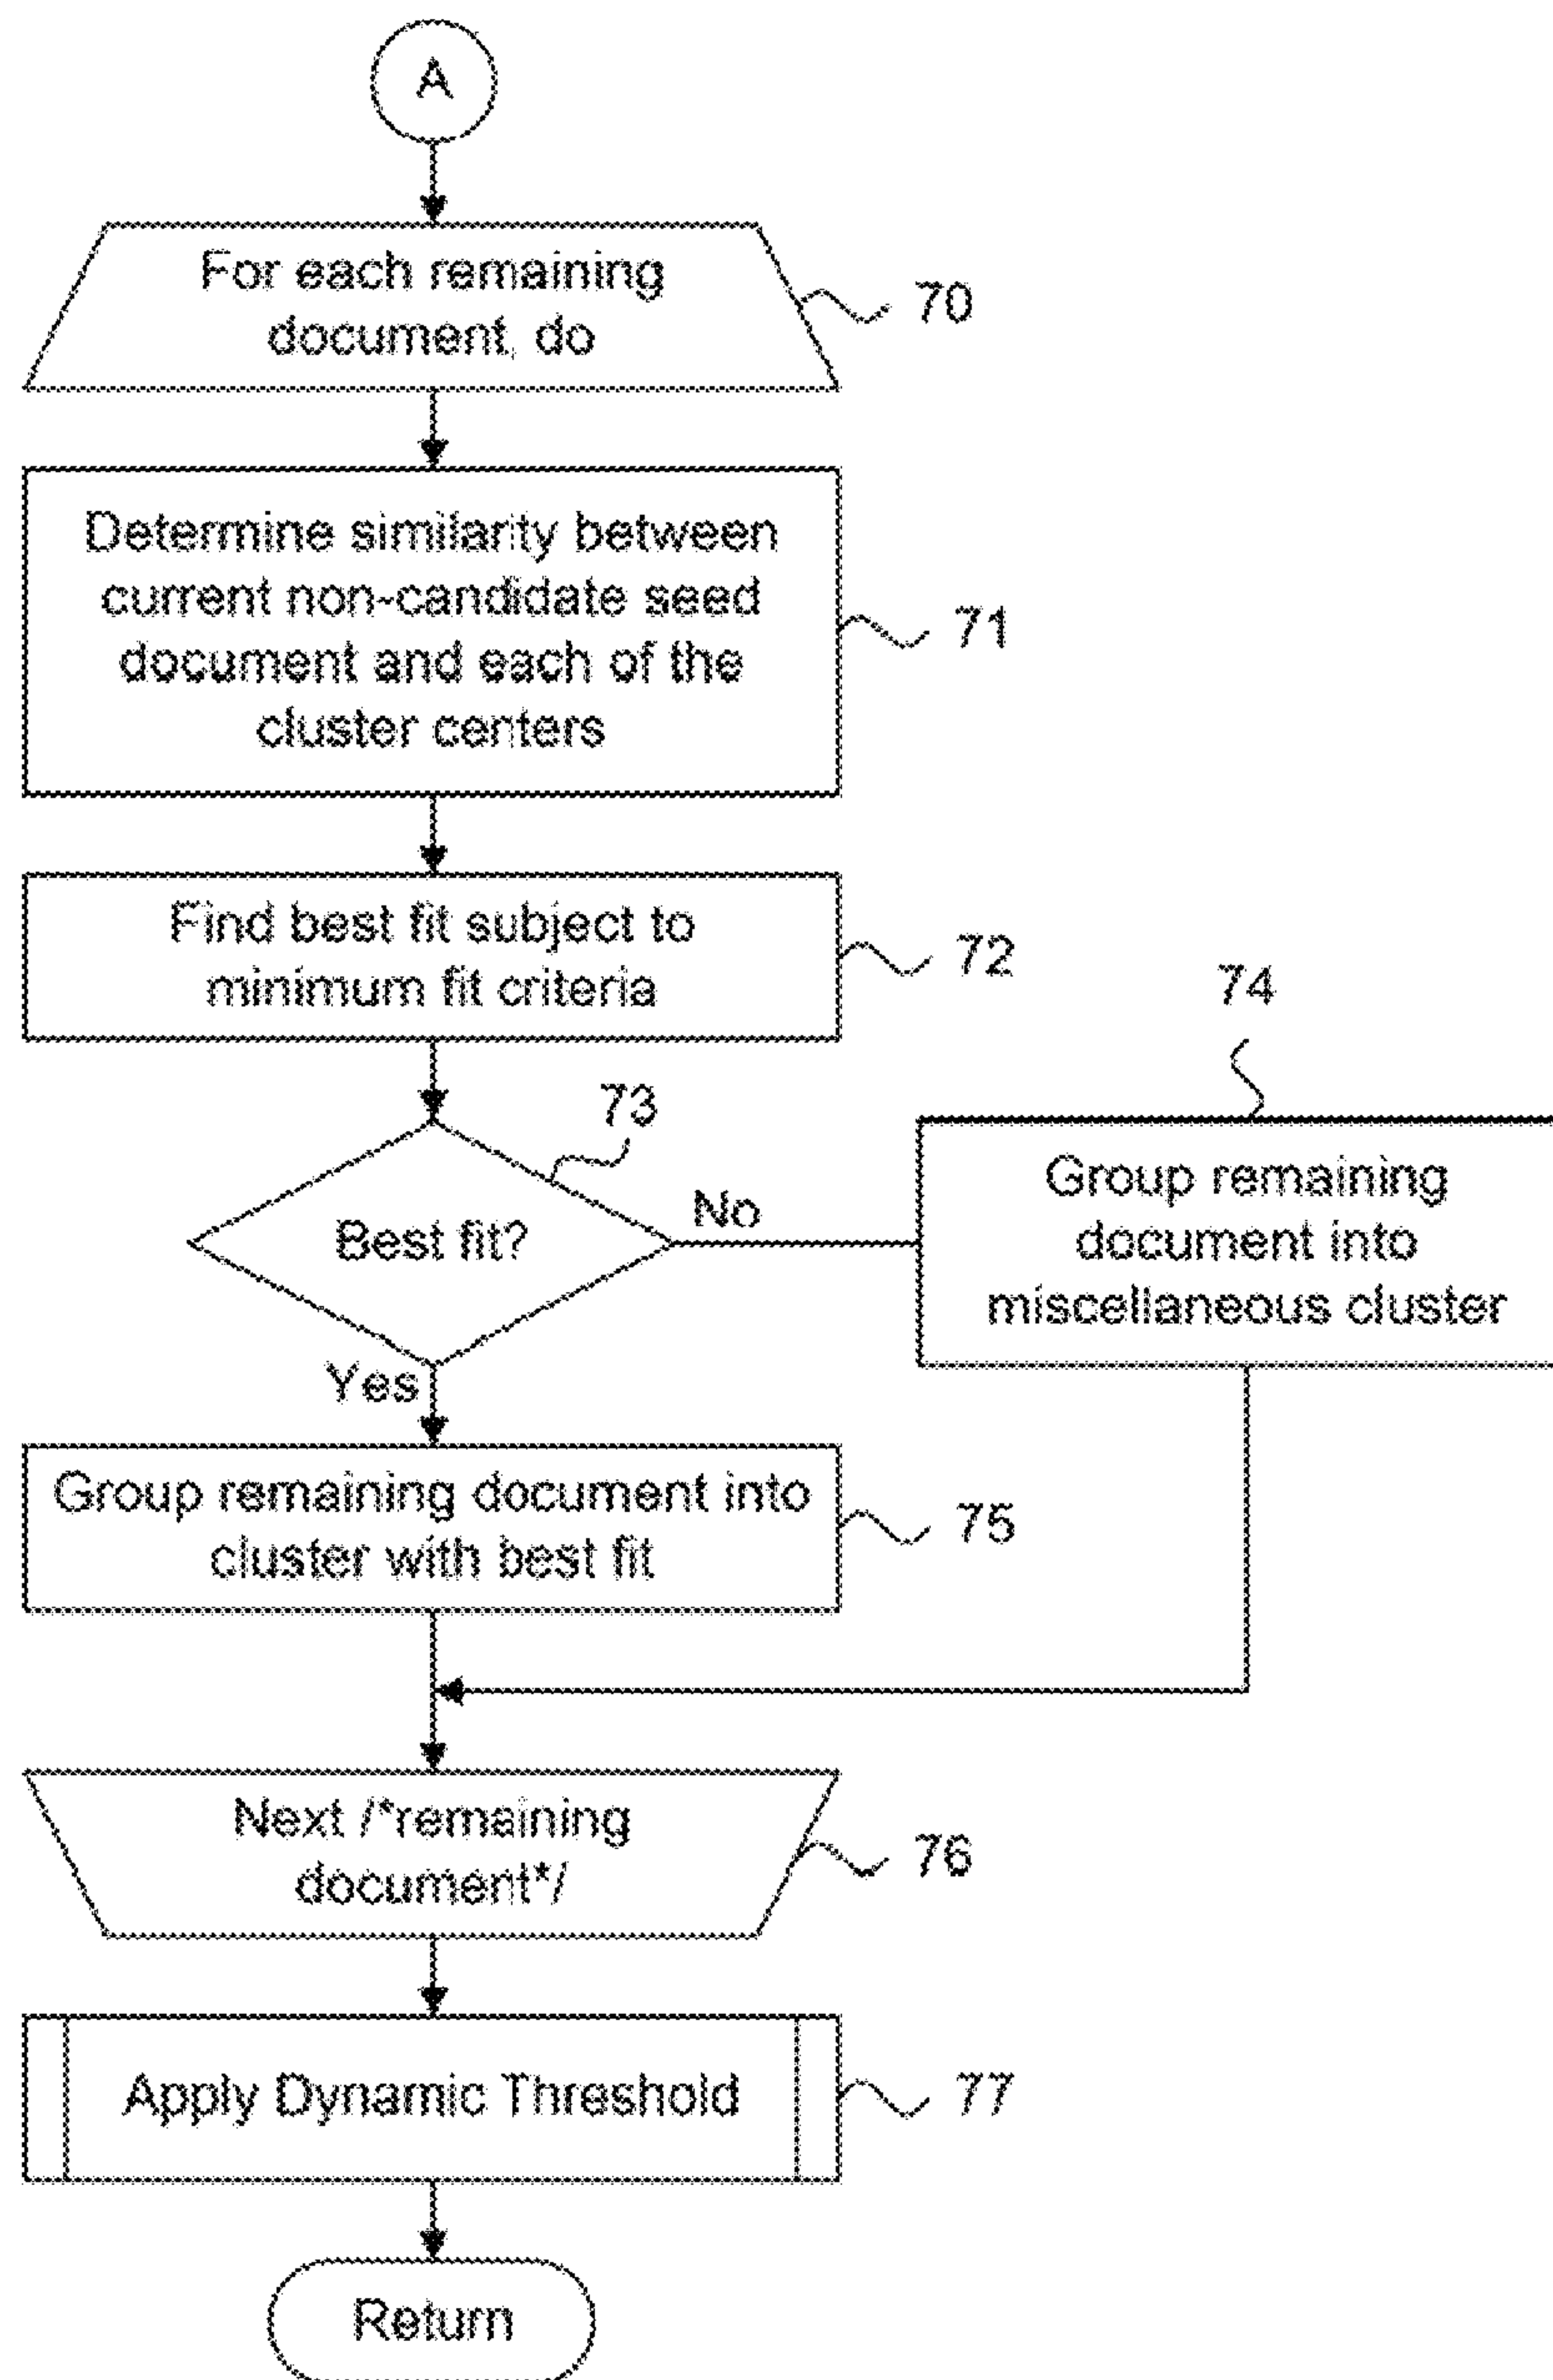 A
For each remaining
document, do
70
Determine similarity between
current non-candidate seed
document and each of the
cluster centers
71
Find best fit subject to
minimum fit criteria
72
73
Best fit?
No
74
Group remaining
document into
miscellaneous cluster
Yes
Group remaining document into
cluster with best fit
75
Next /*remaining
document*/
76
Apply Dynamic Threshold
77
Return